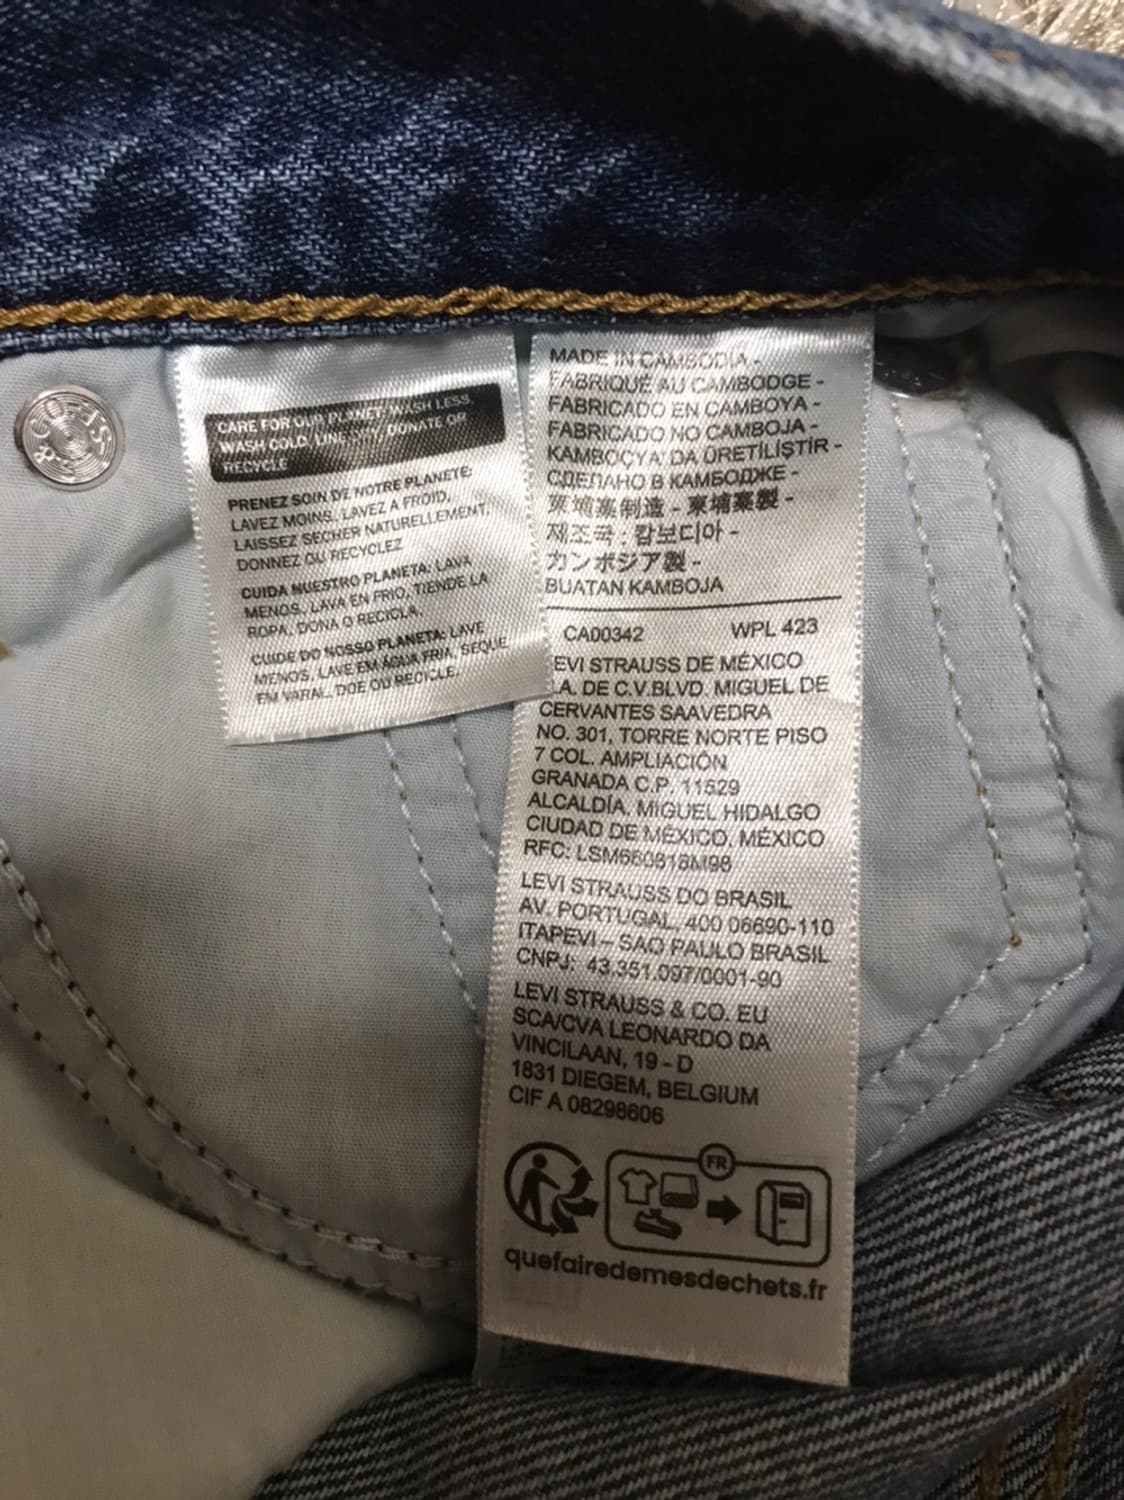 CARE FOR OUR PLANET: WASH LESS,
WASH COLD, LINE DRY, DONATE OR
RECYCLE
PRENEZ SOIN DE NOTRE PLANETE:
LAVEZ MOINS, LAVEZ A FROID,
LAISSEZ SECHER NATURELLEMENT,
DONNEZ OU RECYCLEZ
CUIDA NUESTRO PLANETA: LAVA
MENOS, LAVA EN FRIO, TIENDE LA
ROPA, DONA O RECICLA.
CUIDE DO NOSSO PLANETA: LAVE
MENOS, LAVE EM ÁGUA FRIA, SEQUE
EM VARAL, DOE OU RECICLE.
MADE IN CAMBODIA -
FABRIQUÉ AU CAMBODGE -
FABRICADO EN CAMBOYA -
FABRICADO NO CAMBOJA -
KAMBOÇYA' DA ÜRETİLİŞTİR -
СДЕЛАНО В КАМБОДЖЕ -
柬埔寨制造 - 柬埔寨製 -
제조국 : 캄보디아 -
カンボジア製 -
BUATAN KAMBOJA
CA00342 WPL 423
EVI STRAUSS DE MÉXICO
.A. DE C.V.BLVD. MIGUEL DE
CERVANTES SAAVEDRA
NO. 301, TORRE NORTE PISO
7 COL. AMPLIACIÓN
GRANADA C.P. 11529
ALCALDÍA. MIGUEL HIDALGO
CIUDAD DE MÉXICO, MÉXICO
RFC: LSM660818M98
LEVI STRAUSS DO BRASIL
AV. PORTUGAL, 400 06690-110
ITAPEVI – SAO PAULO BRASIL
CNPJ: 43.351.097/0001-90
LEVI STRAUSS & CO. EU
SCA/CVA LEONARDO DA
VINCILAAN, 19 - D
1831 DIEGEM, BELGIUM
CIF A 08298606
FR
quefairedemesdechets.fr